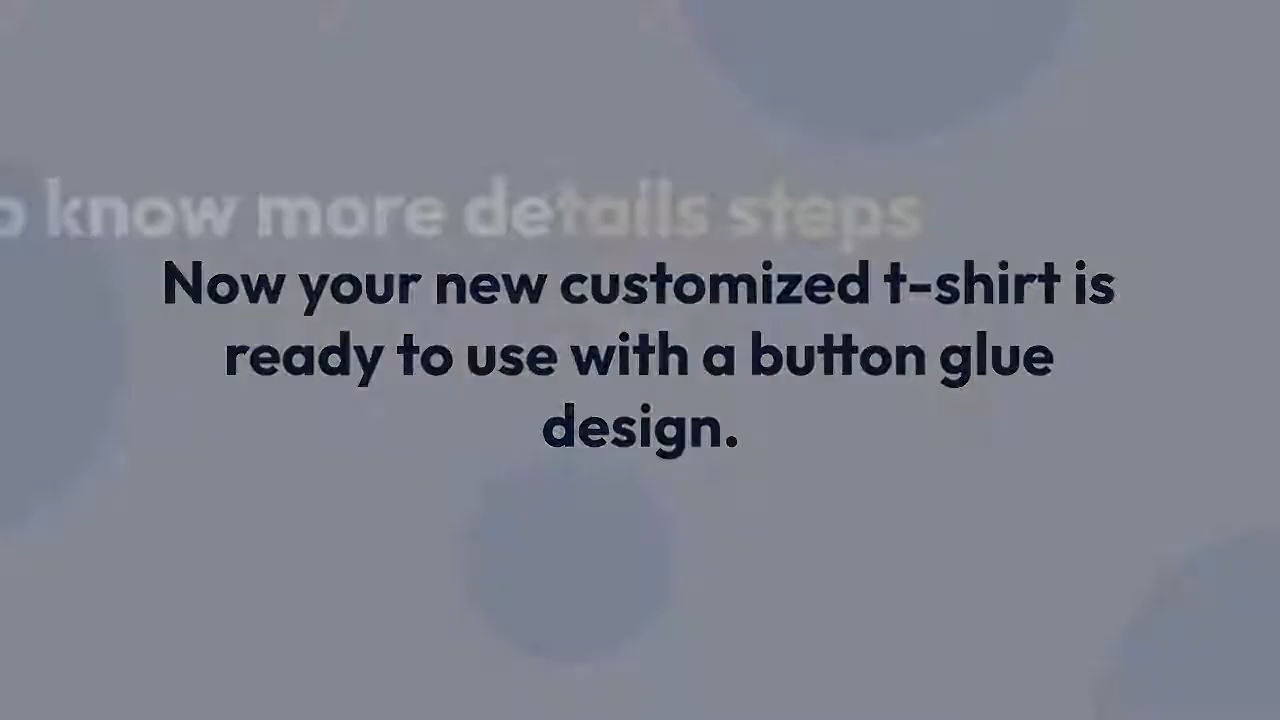 know more details steps
Now your new customized t-shirt is
ready to use with a button glue
design.